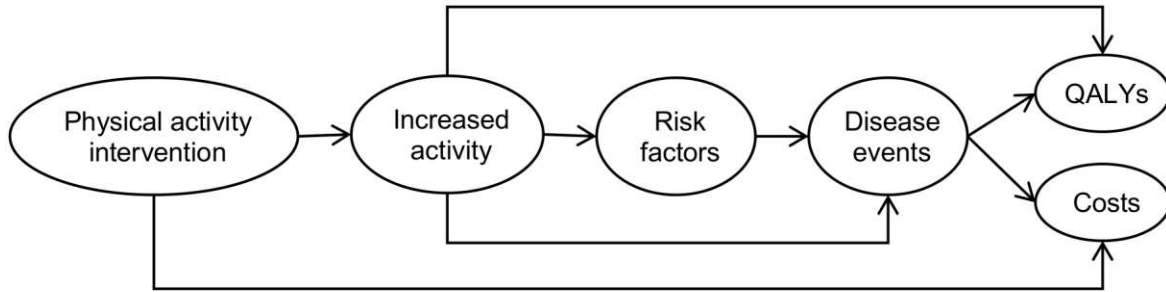 Physical activity
intervention
Increased
activity
Risk
factors
Disease
events
QALYs
Costs